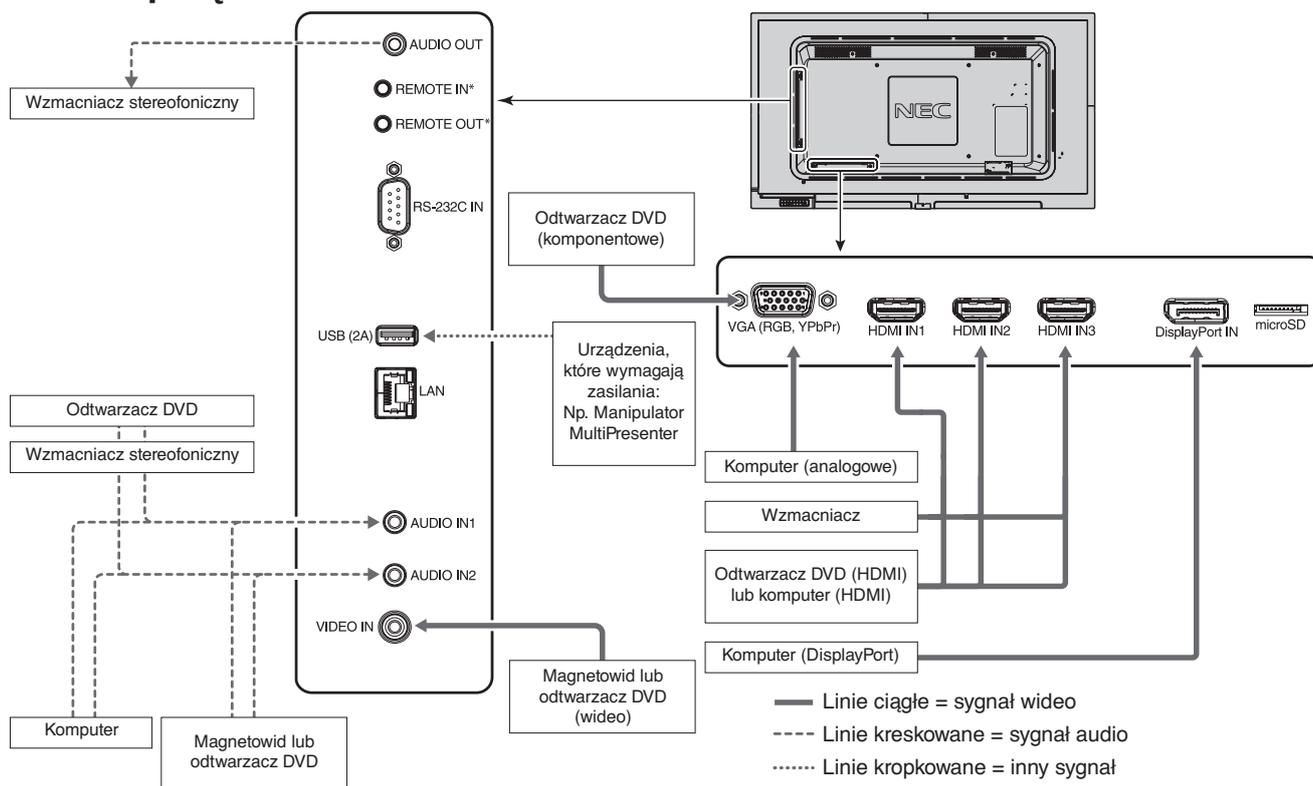 AUDIO OUT
Wzmacniacz stereofoniczny
REMOTE IN*
REMOTE OUT*
RS-232C IN
NEC
Odtwarzacz DVD
(komponentowe)
VGA (RGB, YPbPr)
HDMI IN1
HDMI IN2
HDMI IN3
DisplayPort IN
microSD
USB (2A)
Urządzenia,
które wymagają
zasilania:
Np. Manipulator
MultiPresenter
LAN
Odtwarzacz DVD
Wzmacniacz stereofoniczny
Komputer (analogowe)
Wzmacniacz
AUDIO IN1
Odtwarzacz DVD (HDMI)
lub komputer (HDMI)
AUDIO IN2
VIDEO IN
Komputer (DisplayPort)
Magnetowid lub
odtwarzacz DVD
(wideo)
Komputer
Magnetowid lub
odtwarzacz DVD
Linie ciągłe = sygnał wideo
Linie kreskowane = sygnał audio
Linie kropkowane = inny sygnał